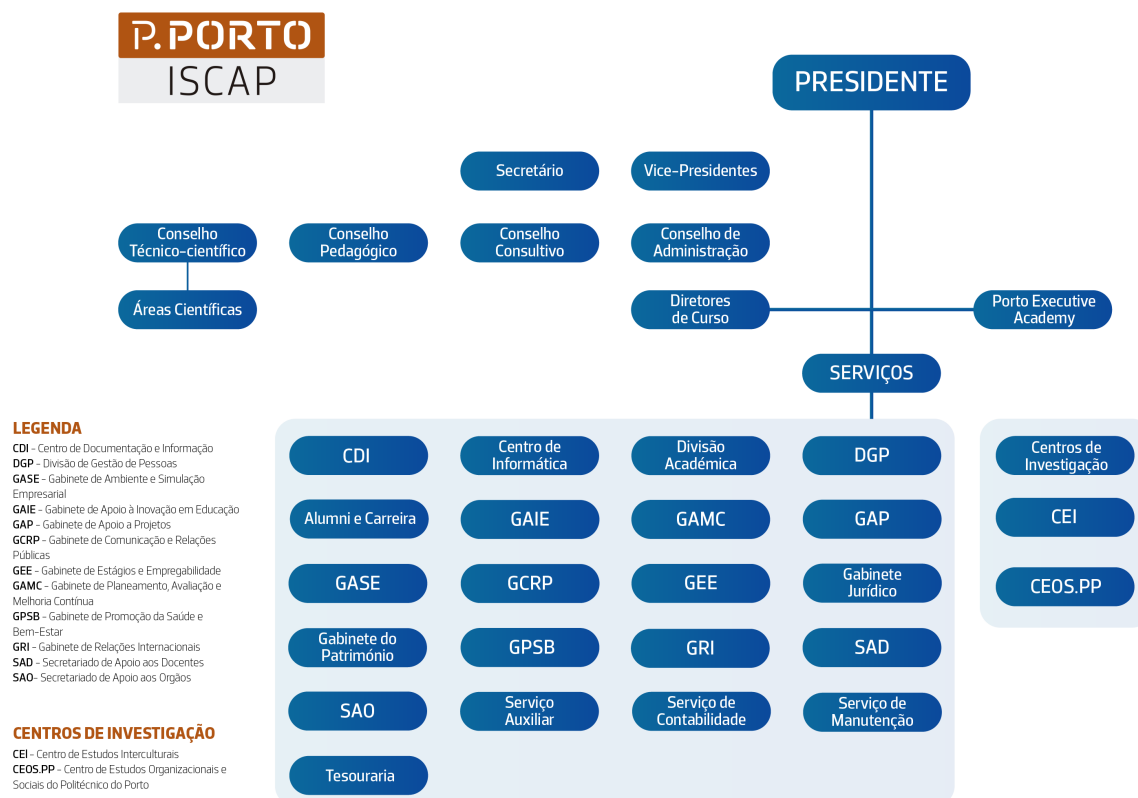 P.PORTO
ISCAP
PRESIDENTE
Secretário
Vice-Presidentes
Conselho
Técnico-científico
Conselho
Pedagógico
Conselho
Consultivo
Conselho de
Administração
Áreas Científicas
Diretores
de Curso
Porto Executive
Academy
SERVIÇOS
LEGENDA
CDI - Centro de Documentação e Informação
DGP - Divisão de Gestão de Pessoas
GASE - Gabinete de Ambiente e Simulação
Empresarial
GAIE - Gabinete de Apoio à Inovação em Educação
GAP - Gabinete de Apoio a Projetos
GCRP - Gabinete de Comunicação e Relações
Públicas
GEE - Gabinete de Estágios e Empregabilidade
GAMC - Gabinete de Planeamento, Avaliação e
Melhoria Contínua
GPSB - Gabinete de Promoção da Saúde e
Bem-Estar
GRI - Gabinete de Relações Internacionais
SAD - Secretariado de Apoio aos Docentes
SAO- Secretariado de Apoio aos Orgãos
CENTROS DE INVESTIGAÇÃO
CEI - Centro de Estudos Interculturais
CEOS.PP - Centro de Estudos Organizacionais e
Sociais do Politécnico do Porto
CDI
Centro de
Informática
Divisão
Académica
DGP
Alumni e Carreira
GAIE
GAMC
GAP
GASE
GCRP
GEE
Gabinete
Jurídico
Gabinete do
Património
GPSB
GRI
SAD
SAO
Serviço
Auxiliar
Serviço de
Contabilidade
Serviço de
Manutenção
Tesouraria
Centros de
Investigação
CEI
CEOS.PP